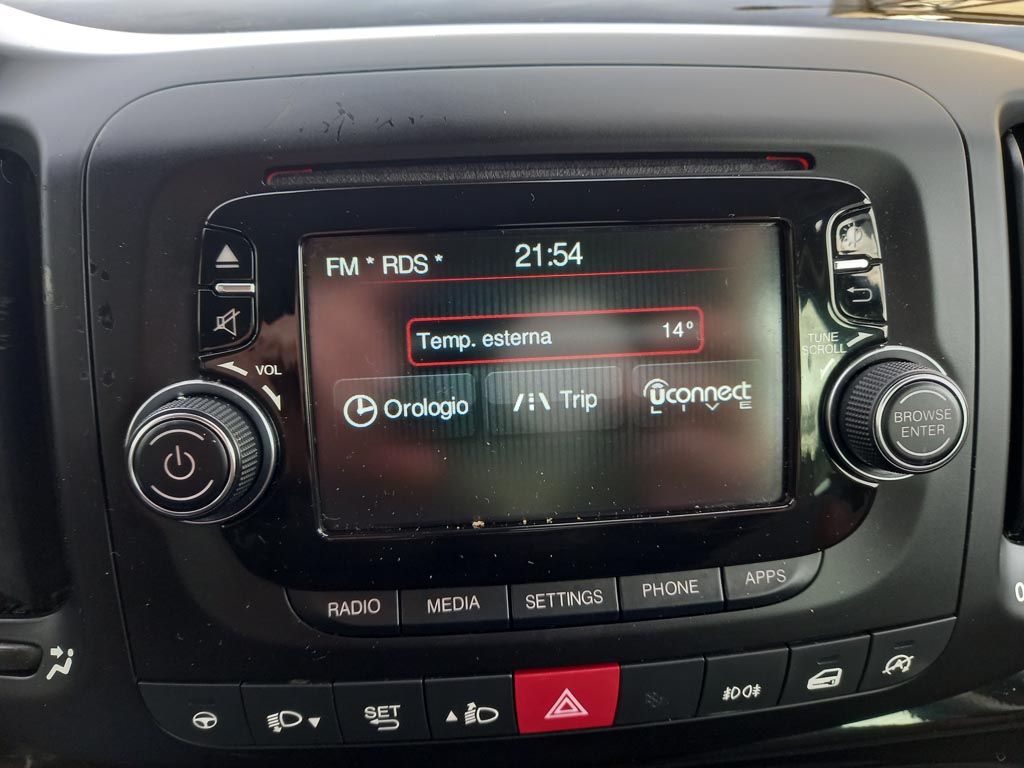 FM * RDS * 21:54
Temp. esterna 14°
Orologio Trip uconnect
LIVE
VOL
TUNE
SCROLL
BROWSE
ENTER
RADIO MEDIA SETTINGS PHONE APPS
SET